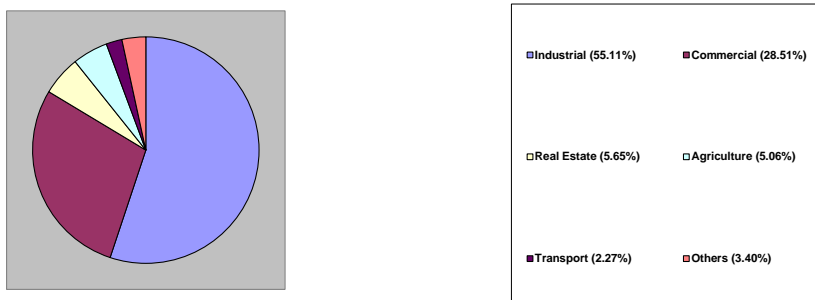 Industrial (55.11%) Commercial (28.51%)
Real Estate (5.65%) Agriculture (5.06%)
Transport (2.27%) Others (3.40%)